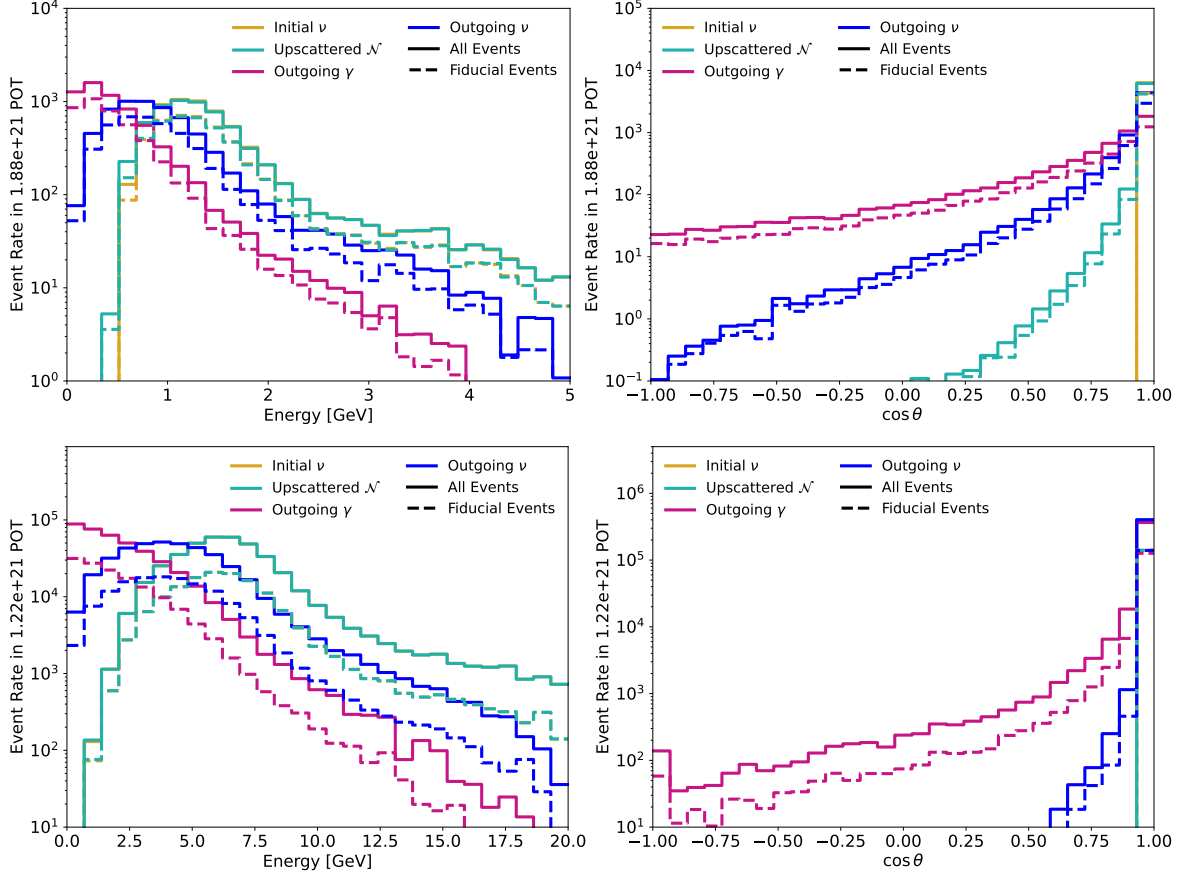 Event Rate in 1.88e+21 POT
10⁴
10³
10²
10¹
10⁰
Initial ν
Upscattered 𝒩
Outgoing γ
Outgoing ν
All Events
Fiducial Events
0 1 2 3 4 5
Energy [GeV]
Event Rate in 1.88e+21 POT
10⁵
10⁴
10³
10²
10¹
10⁰
10⁻¹
Initial ν
Upscattered 𝒩
Outgoing γ
Outgoing ν
All Events
Fiducial Events
−1.00 −0.75 −0.50 −0.25 0.00 0.25 0.50 0.75 1.00
cos θ
Event Rate in 1.22e+21 POT
10⁵
10⁴
10³
10²
10¹
Initial ν
Upscattered 𝒩
Outgoing γ
Outgoing ν
All Events
Fiducial Events
0.0 2.5 5.0 7.5 10.0 12.5 15.0 17.5 20.0
Energy [GeV]
Event Rate in 1.22e+21 POT
10⁶
10⁵
10⁴
10³
10²
10¹
Initial ν
Upscattered 𝒩
Outgoing γ
Outgoing ν
All Events
Fiducial Events
−1.00 −0.75 −0.50 −0.25 0.00 0.25 0.50 0.75 1.00
cos θ